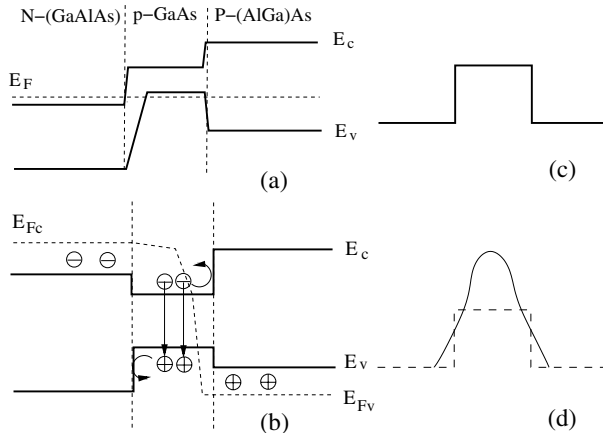 N−(GaAlAs) p−GaAs P−(AlGa)As
E_c
E_F
E_v
(a)
(c)
E_Fc
E_c
E_v
E_Fv
(b)
(d)